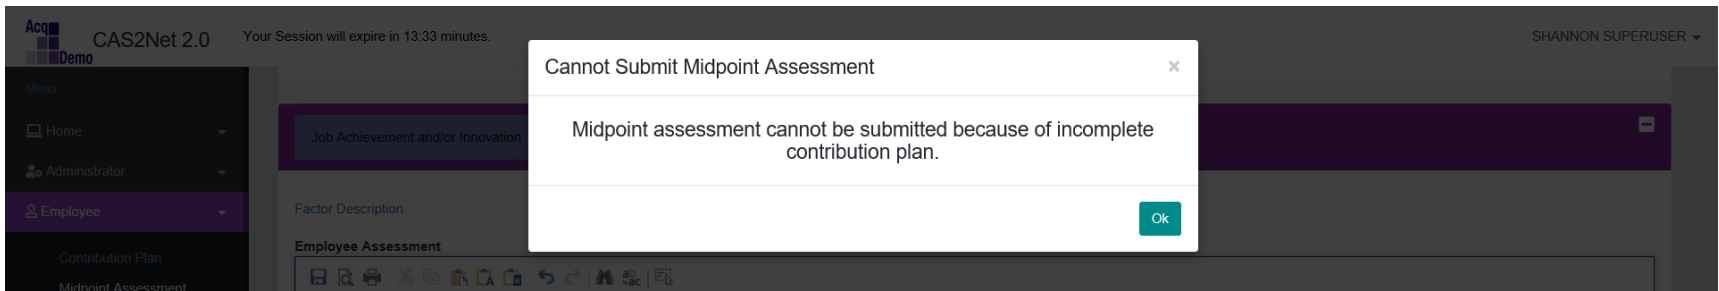 Acq
Demo
CAS2Net 2.0
Your Session will expire in 13:33 minutes.
SHANNON SUPERUSER
Menu
Home
Administrator
Employee
Contribution Plan
Midpoint Assessment
Cannot Submit Midpoint Assessment
×
Midpoint assessment cannot be submitted because of incomplete
contribution plan.
Ok
Job Achievement and/or Innovation
Factor Description
Employee Assessment